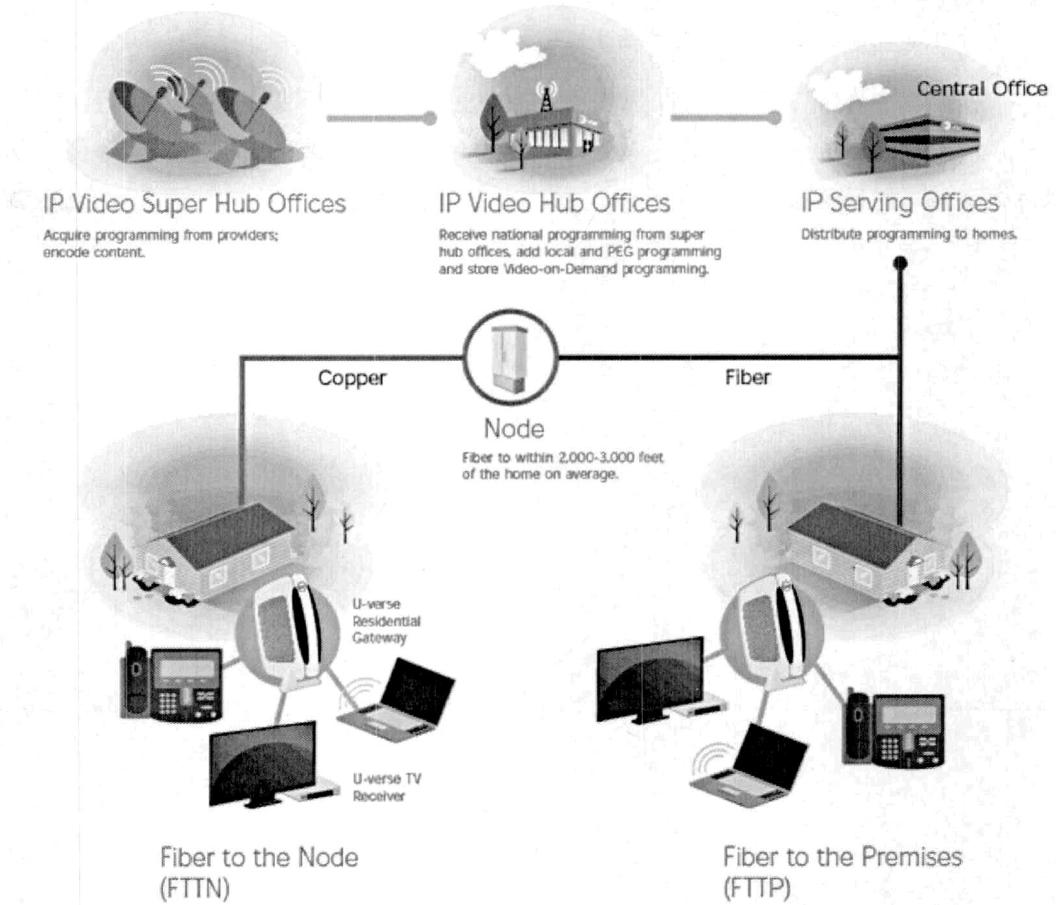 Central Office
IP Video Super Hub Offices
Acquire programming from providers;
encode content.
IP Video Hub Offices
Receive national programming from super
hub offices, add local and PEG programming
and store Video-on-Demand programming.
IP Serving Offices
Distribute programming to homes.
Copper
Fiber
Node
Fiber to within 2,000-3,000 feet
of the home on average.
U-verse
Residential
Gateway
U-verse TV
Receiver
Fiber to the Node
(FTTN)
Fiber to the Premises
(FTTP)